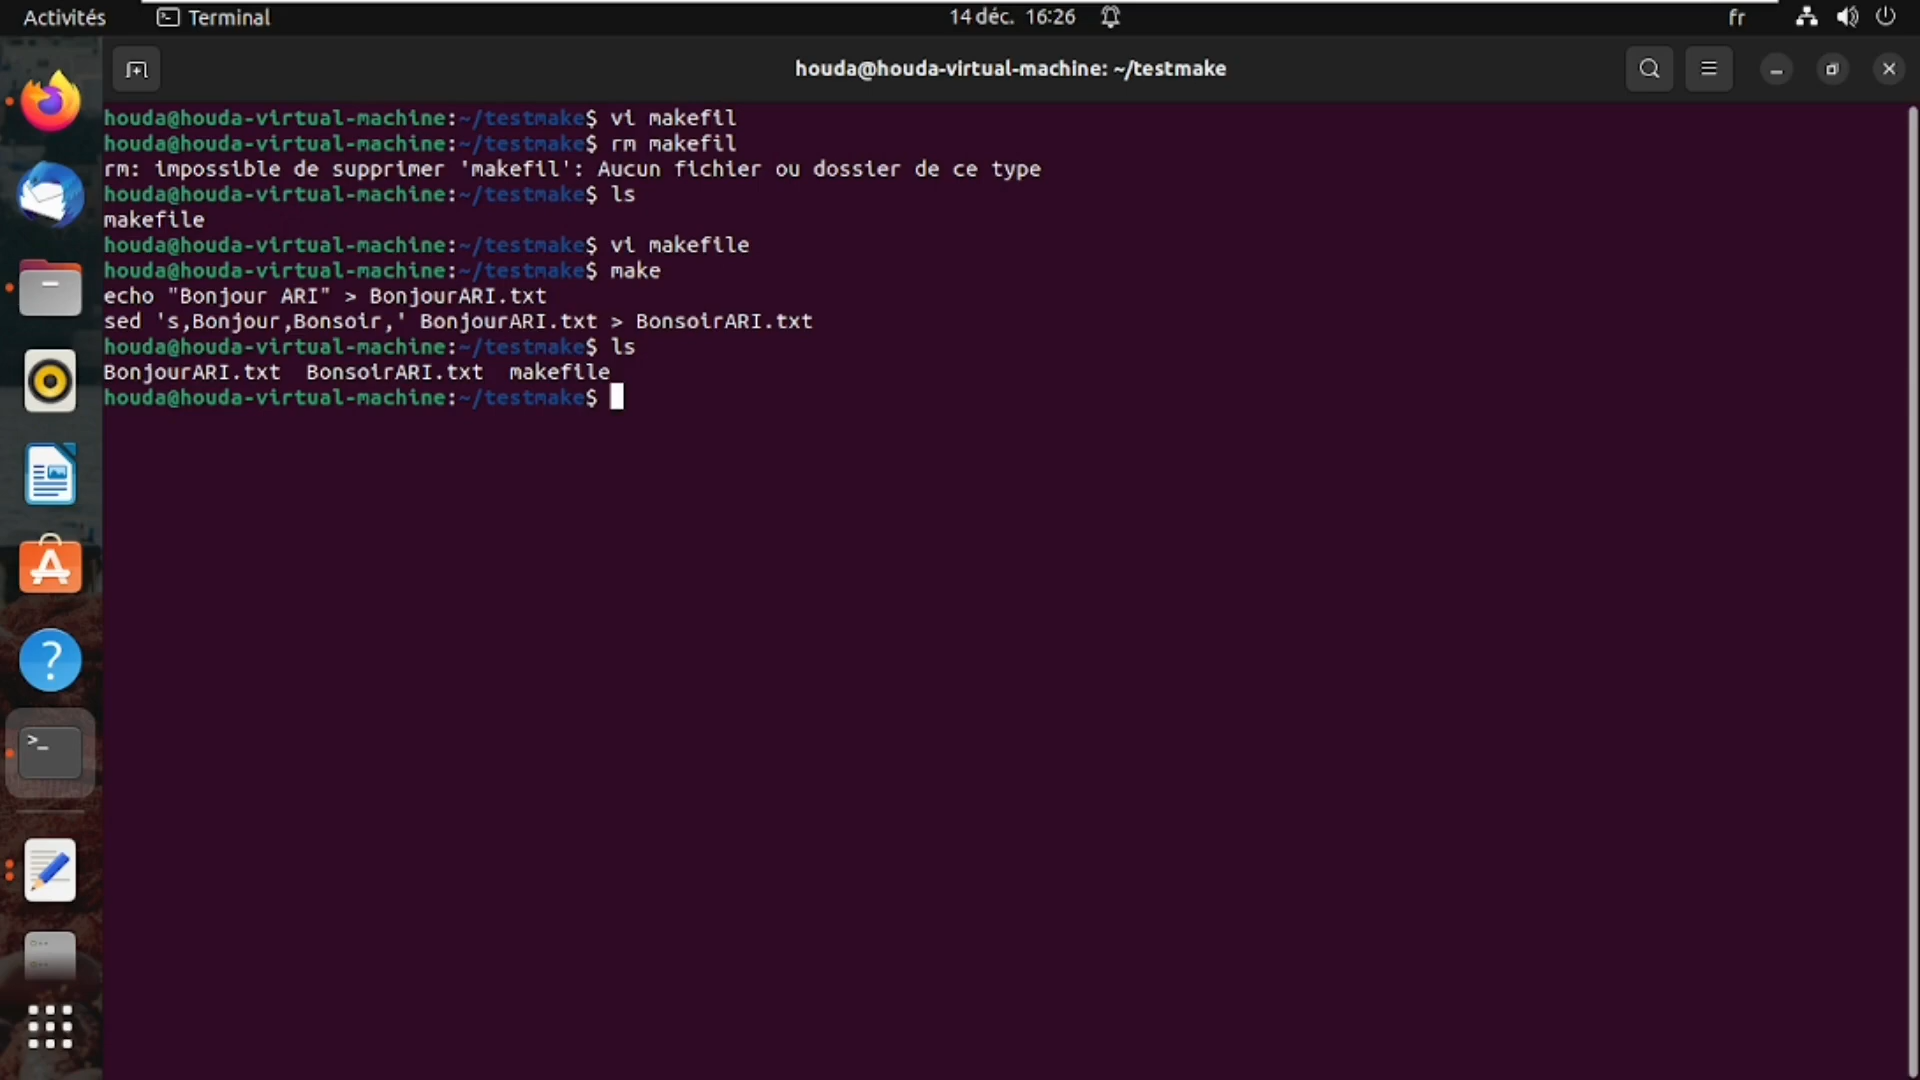 Activités Terminal 14 déc. 16:26 fr
houda@houda-virtual-machine: ~/testmake
houda@houda-virtual-machine:~/testmake$ vi makefil
houda@houda-virtual-machine:~/testmake$ rm makefil
rm: impossible de supprimer 'makefil': Aucun fichier ou dossier de ce type
houda@houda-virtual-machine:~/testmake$ ls
makefile
houda@houda-virtual-machine:~/testmake$ vi makefile
houda@houda-virtual-machine:~/testmake$ make
echo "Bonjour ARI" > BonjourARI.txt
sed 's,Bonjour,Bonsoir,' BonjourARI.txt > BonsoirARI.txt
houda@houda-virtual-machine:~/testmake$ ls
BonjourARI.txt  BonsoirARI.txt  makefile
houda@houda-virtual-machine:~/testmake$